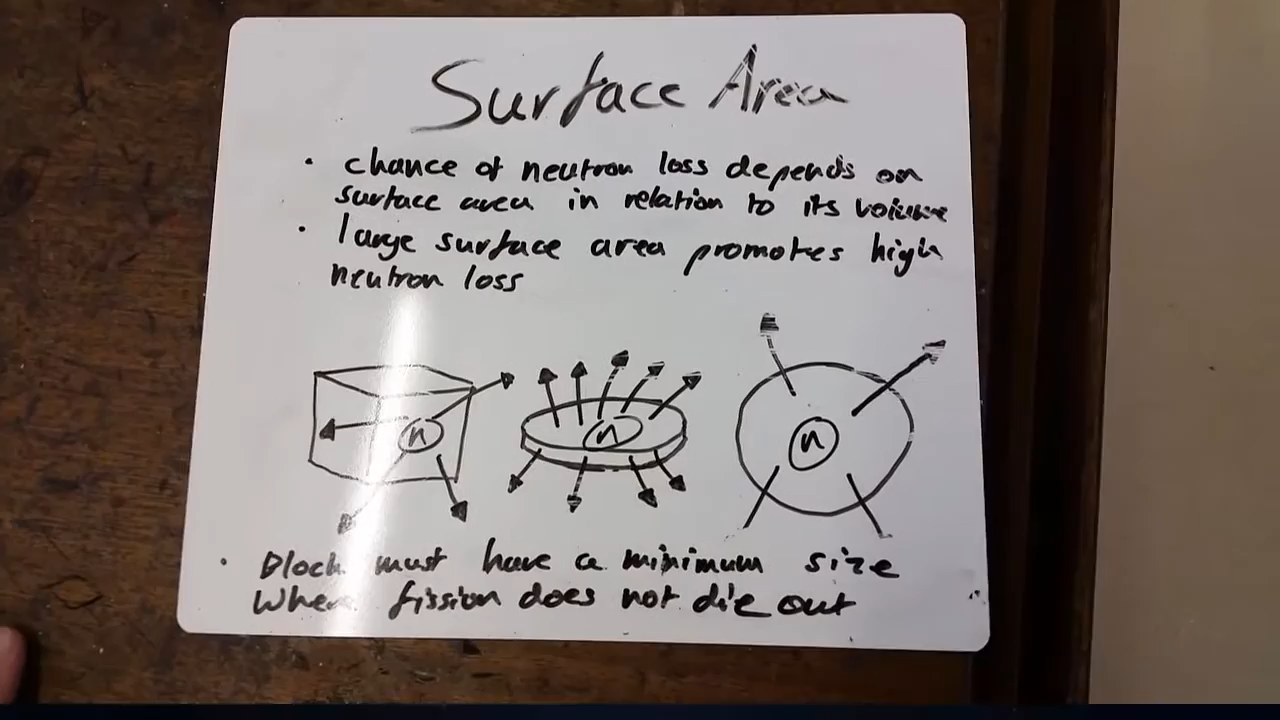 Surface Area
• chance of neutron loss depends on
surface area in relation to its volume
• large surface area promotes high
neutron loss
n
n
n
• Block must have a minimum size
where fission does not die out